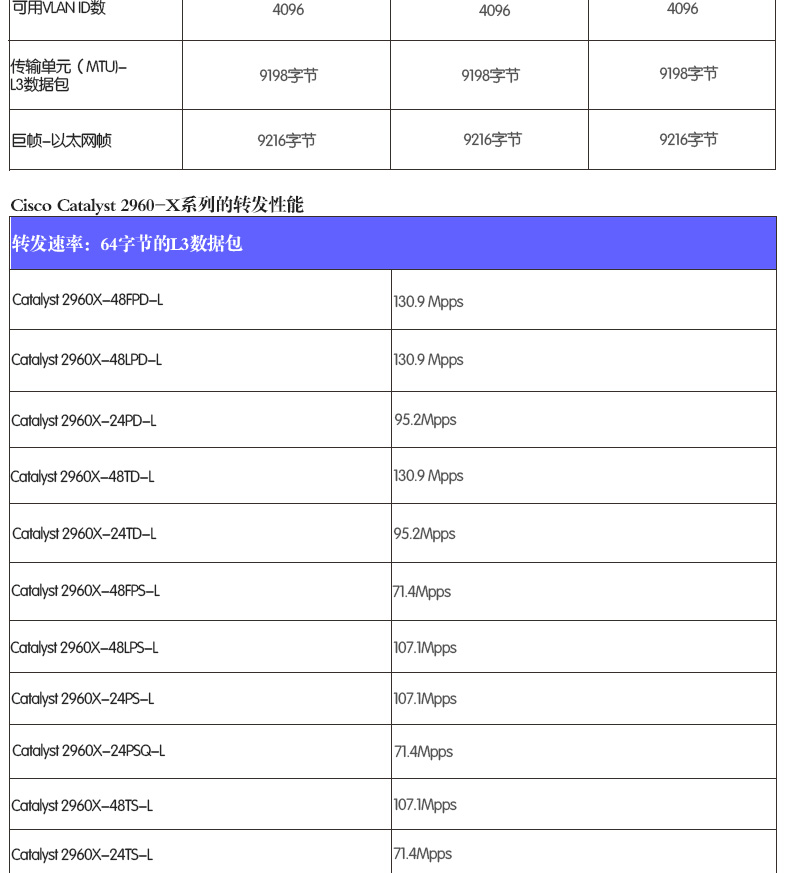 可用VLAN ID数 4096 4096 4096
传输单元（MTU)-
L3数据包 9198字节 9198字节 9198字节
巨帧-以太网帧 9216字节 9216字节 9216字节
Cisco Catalyst 2960-X系列的转发性能
转发速率：64字节的L3数据包
Catalyst 2960X-48FPD-L 130.9 Mpps
Catalyst 2960X-48LPD-L 130.9 Mpps
Catalyst 2960X-24PD-L 95.2Mpps
Catalyst 2960X-48TD-L 130.9 Mpps
Catalyst 2960X-24TD-L 95.2Mpps
Catalyst 2960X-48FPS-L 71.4Mpps
Catalyst 2960X-48LPS-L 107.1Mpps
Catalyst 2960X-24PS-L 107.1Mpps
Catalyst 2960X-24PSQ-L 71.4Mpps
Catalyst 2960X-48TS-L 107.1Mpps
Catalyst 2960X-24TS-L 71.4Mpps